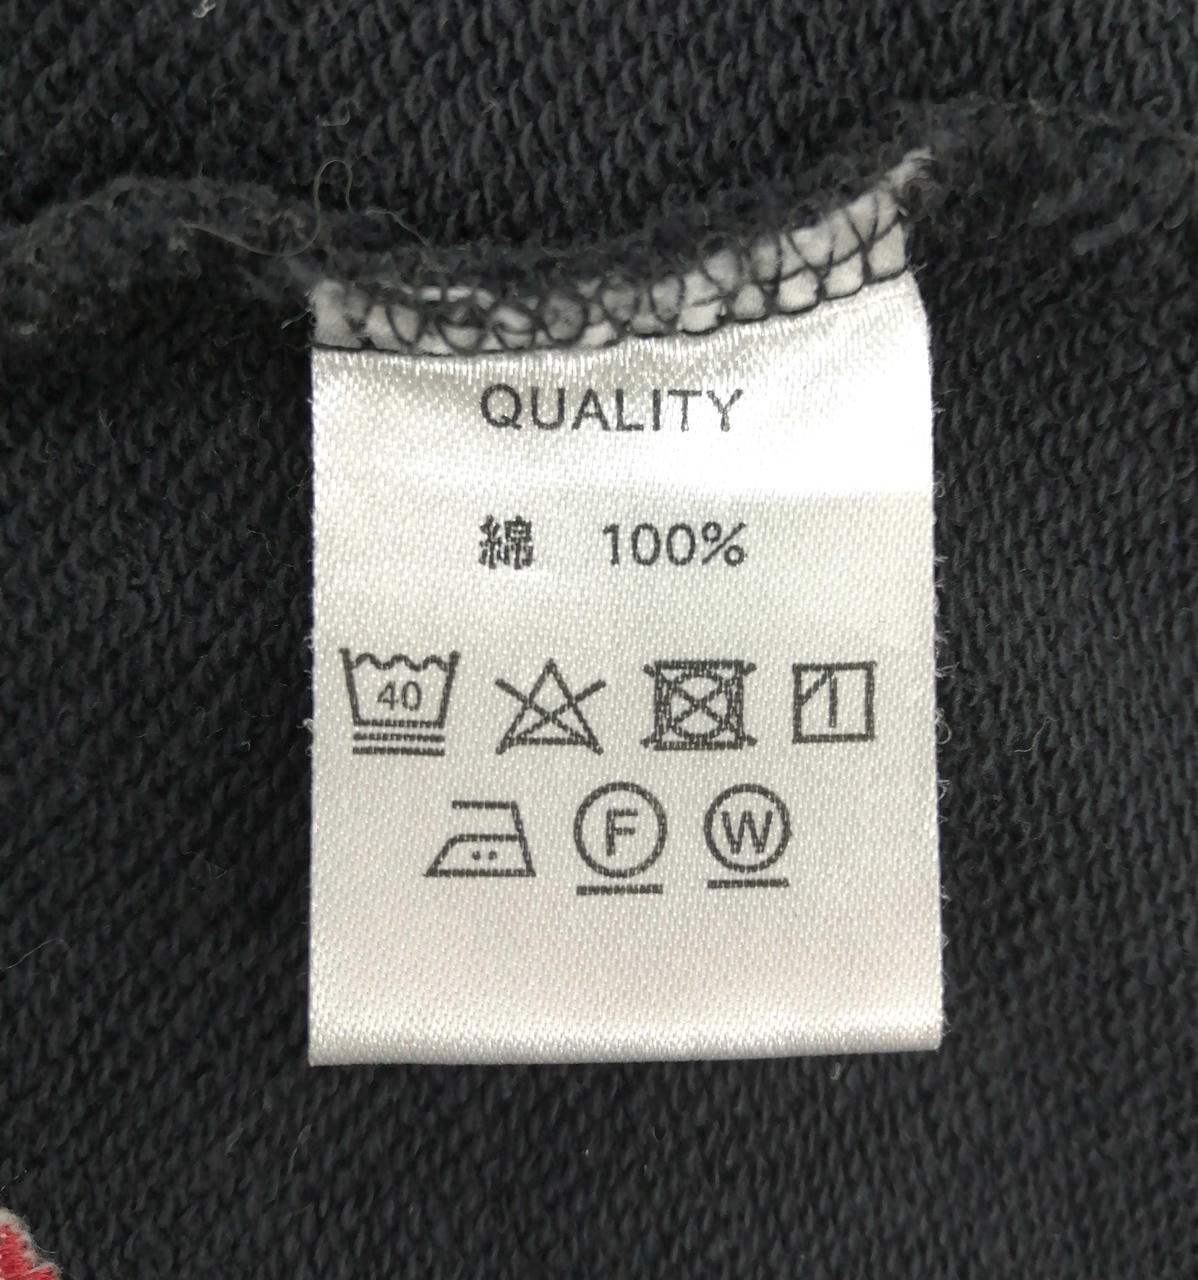 QUALITY
綿 100%
40
F W